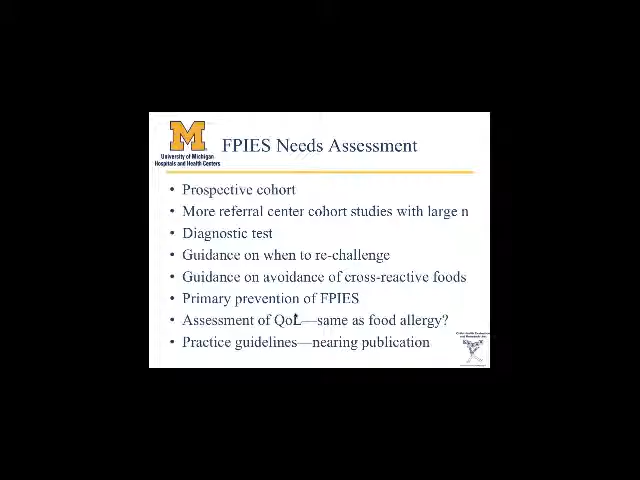 M
University of Michigan
Hospitals and Health Centers
FPIES Needs Assessment
• Prospective cohort
• More referral center cohort studies with large n
• Diagnostic test
• Guidance on when to re-challenge
• Guidance on avoidance of cross-reactive foods
• Primary prevention of FPIES
• Assessment of QoL—same as food allergy?
• Practice guidelines—nearing publication